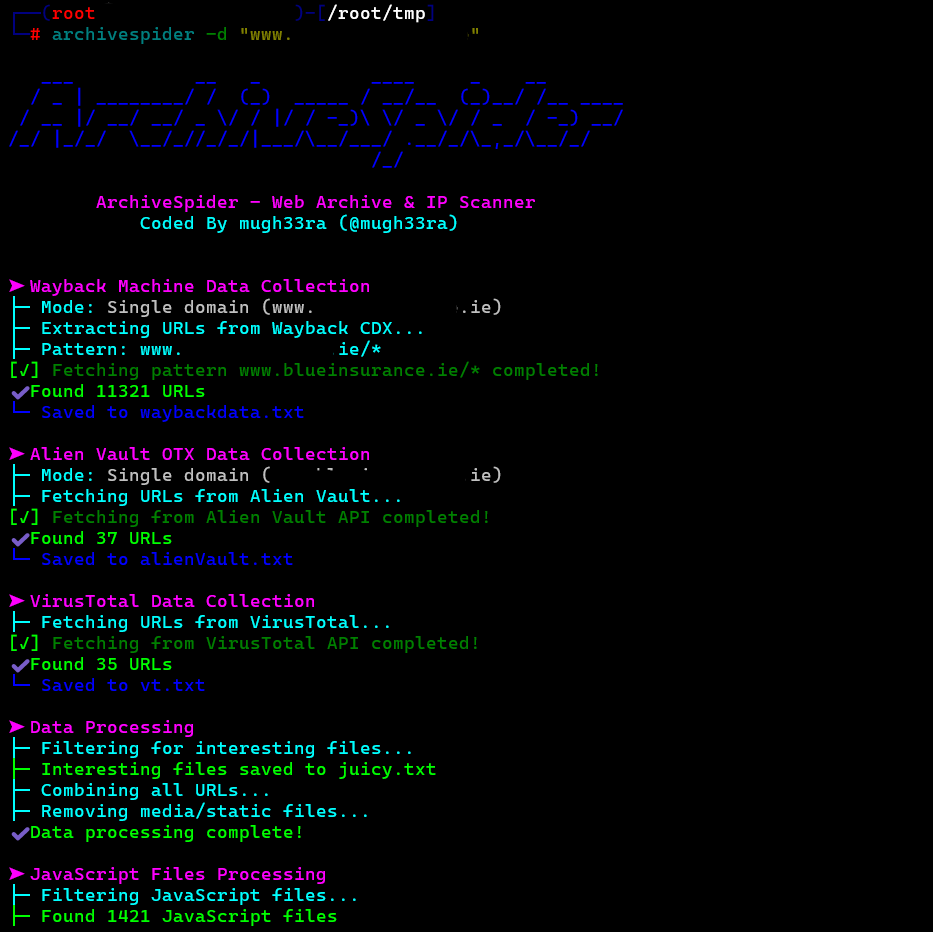 ┌──(root )-[/root/tmp]
└─# archivespider -d "www. "
ArchiveSpider
ArchiveSpider - Web Archive & IP Scanner
Coded By mugh33ra (@mugh33ra)
➤Wayback Machine Data Collection
├─ Mode: Single domain (www. .ie)
├─ Extracting URLs from Wayback CDX...
├─ Pattern: www. ie/*
[✓] Fetching pattern www.blueinsurance.ie/* completed!
✔Found 11321 URLs
└─ Saved to waybackdata.txt
➤Alien Vault OTX Data Collection
├─ Mode: Single domain ( ie)
├─ Fetching URLs from Alien Vault...
[✓] Fetching from Alien Vault API completed!
✔Found 37 URLs
└─ Saved to alienVault.txt
➤VirusTotal Data Collection
├─ Fetching URLs from VirusTotal...
[✓] Fetching from VirusTotal API completed!
✔Found 35 URLs
└─ Saved to vt.txt
➤Data Processing
├─ Filtering for interesting files...
├─ Interesting files saved to juicy.txt
├─ Combining all URLs...
├─ Removing media/static files...
✔Data processing complete!
➤JavaScript Files Processing
├─ Filtering JavaScript files...
├─ Found 1421 JavaScript files